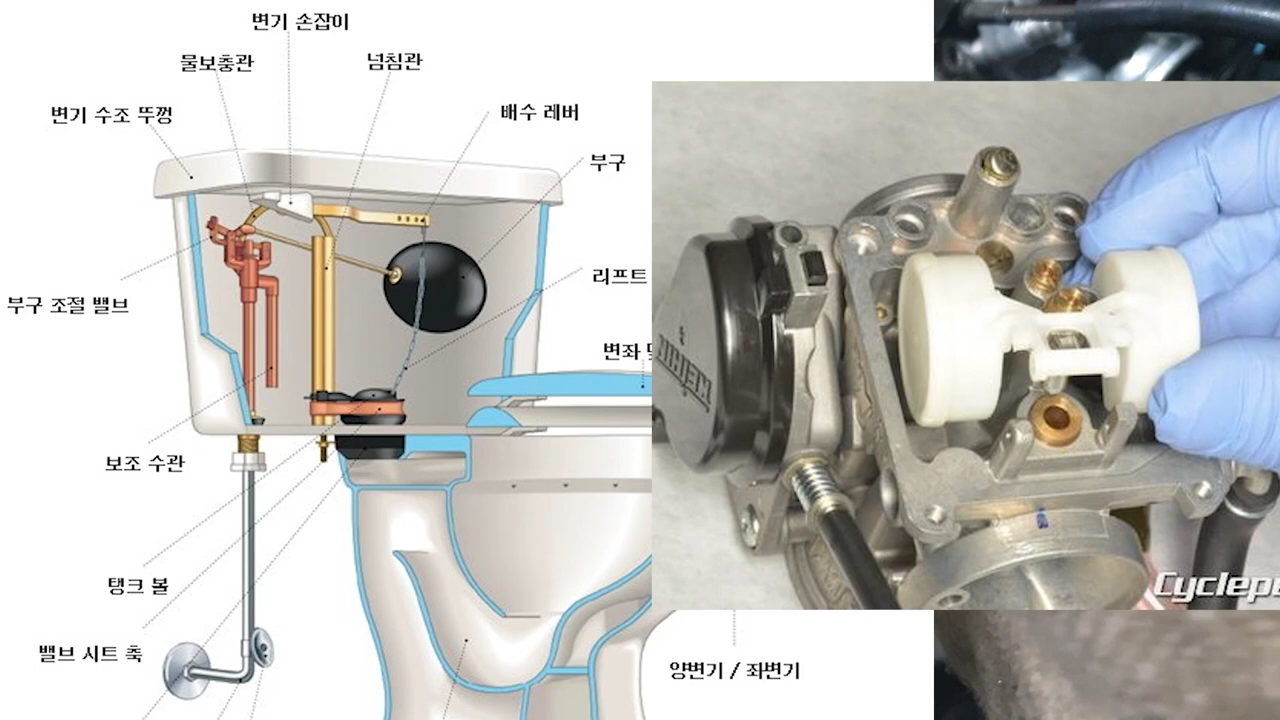 변기 손잡이
물보충관
넘침관
변기 수조 뚜껑
배수 레버
부구
리프트
부구 조절 밸브
변좌
보조 수관
탱크 볼
밸브 시트 축
양변기 / 좌변기